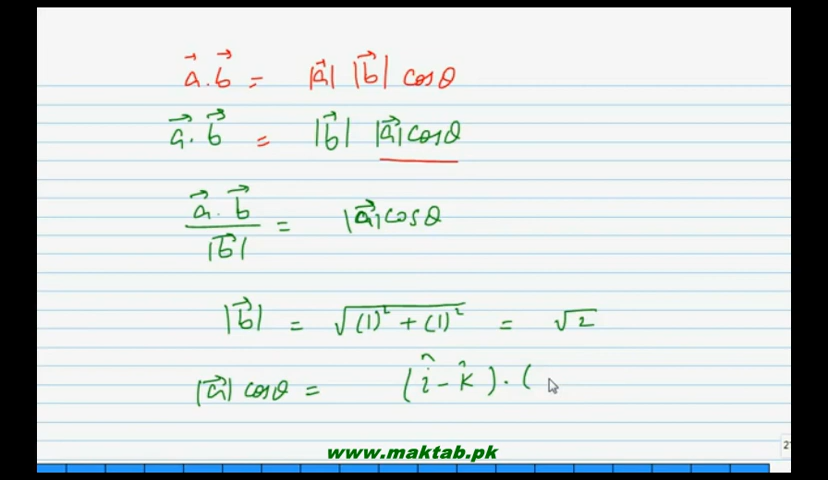 a⃗ . b⃗ = |a⃗| |b⃗| cosθ
a⃗ . b⃗ = |b⃗| |a⃗| cosθ
a⃗ . b⃗ / |b⃗| = |a⃗| cosθ
|b⃗| = √((1)² + (1)²) = √2
|a⃗| cosθ = (î - k̂) . (
www.maktab.pk